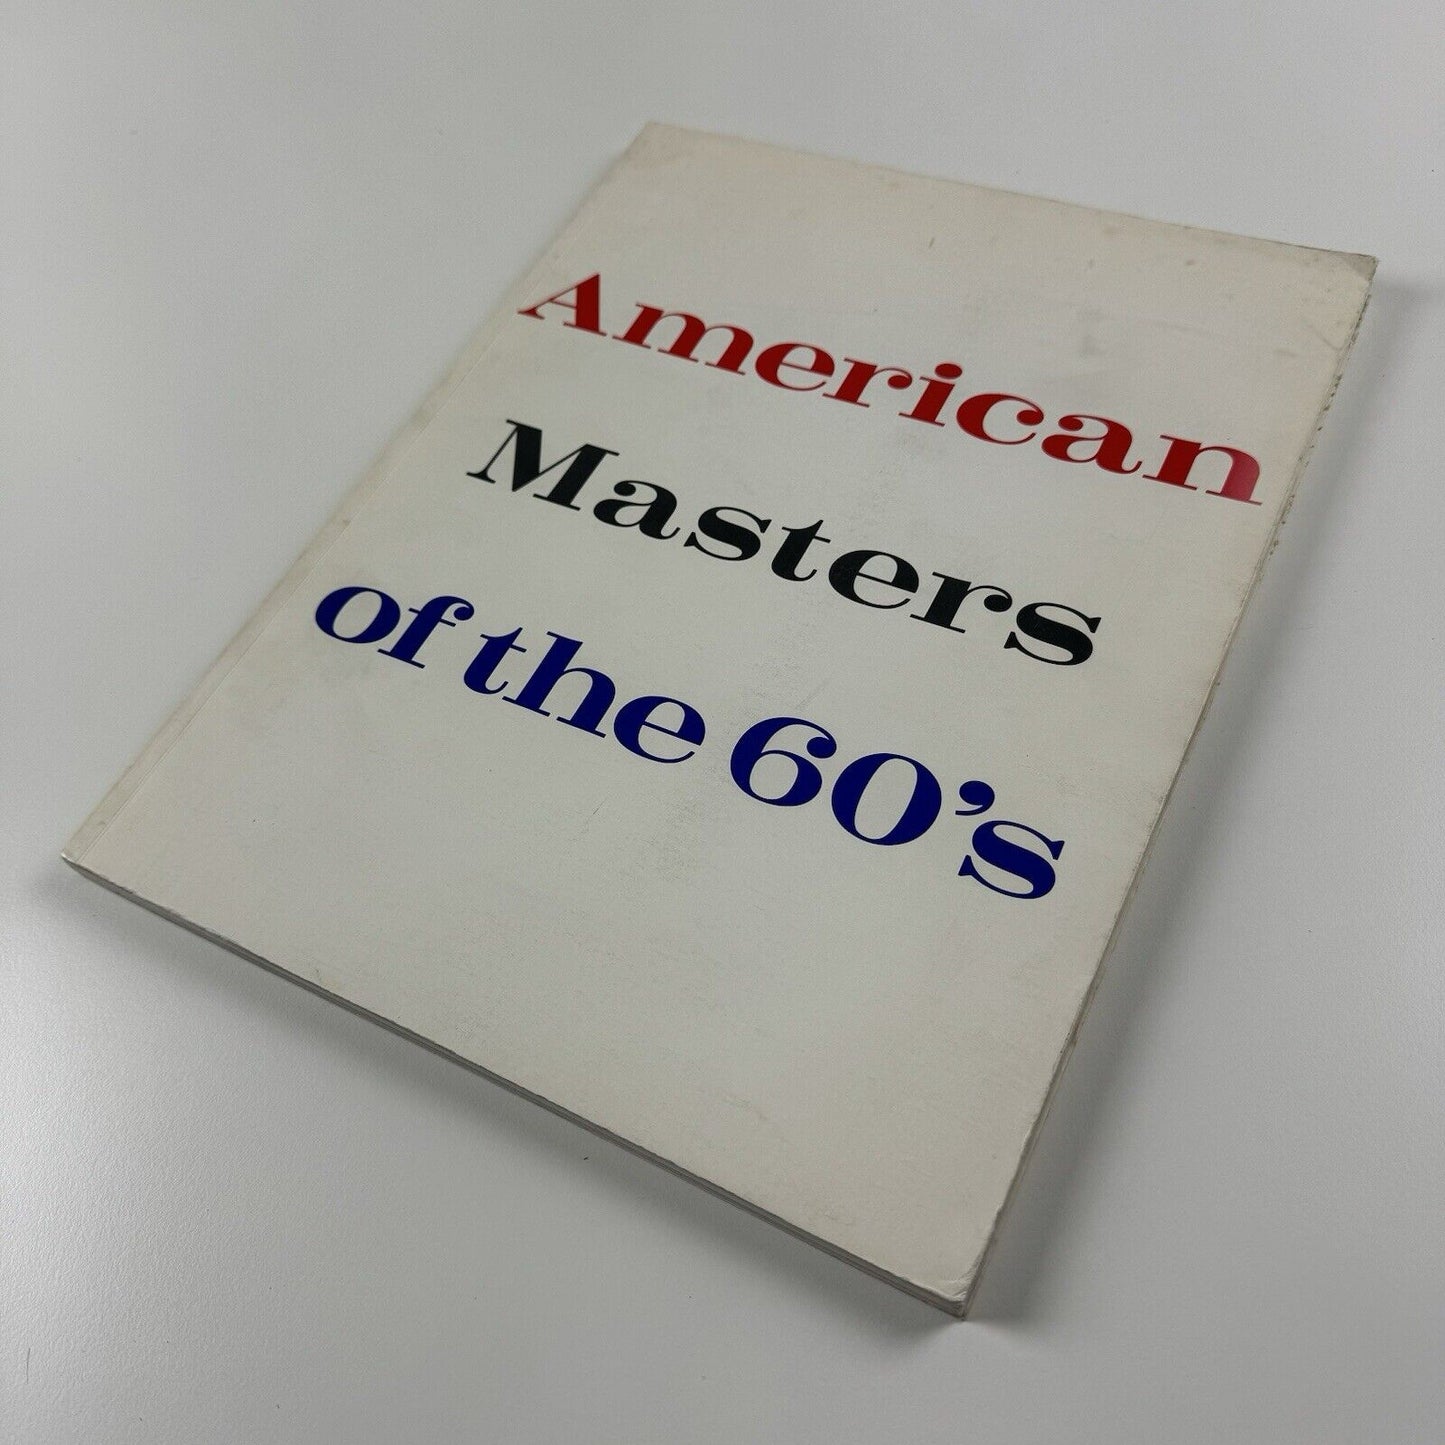 American
Masters
of the 60's